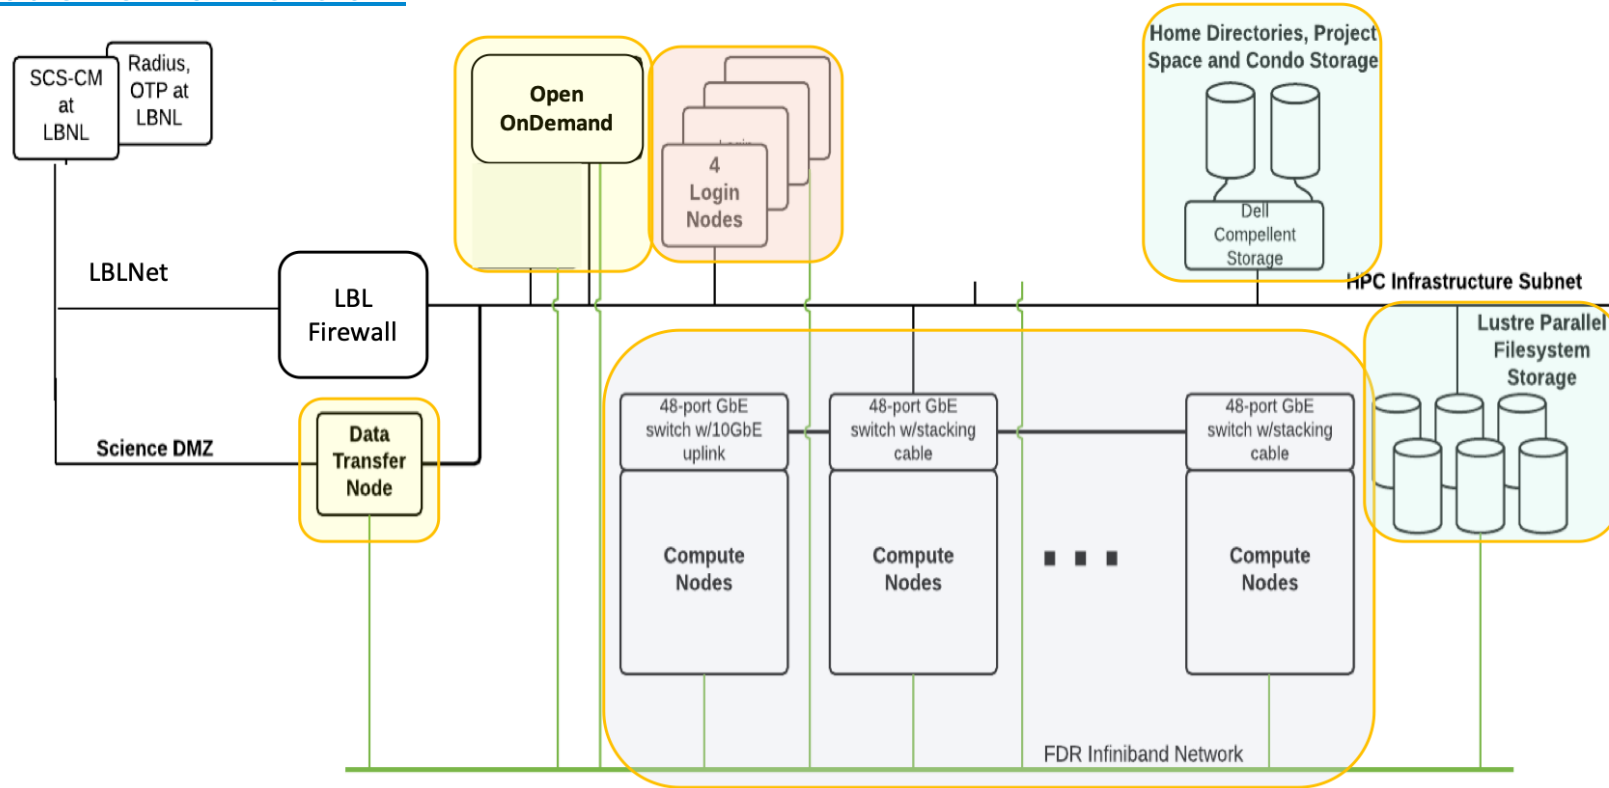 SCS-CM
at
LBNL
Radius,
OTP at
LBNL
Open
OnDemand
4
Login
Nodes
Home Directories, Project
Space and Condo Storage
Dell
Compellent
Storage
LBLNet
LBL
Firewall
HPC Infrastructure Subnet
Lustre Parallel
Filesystem
Storage
Science DMZ
Data
Transfer
Node
48-port GbE
switch w/10GbE
uplink
48-port GbE
switch w/stacking
cable
48-port GbE
switch w/stacking
cable
Compute
Nodes
Compute
Nodes
Compute
Nodes
FDR Infiniband Network